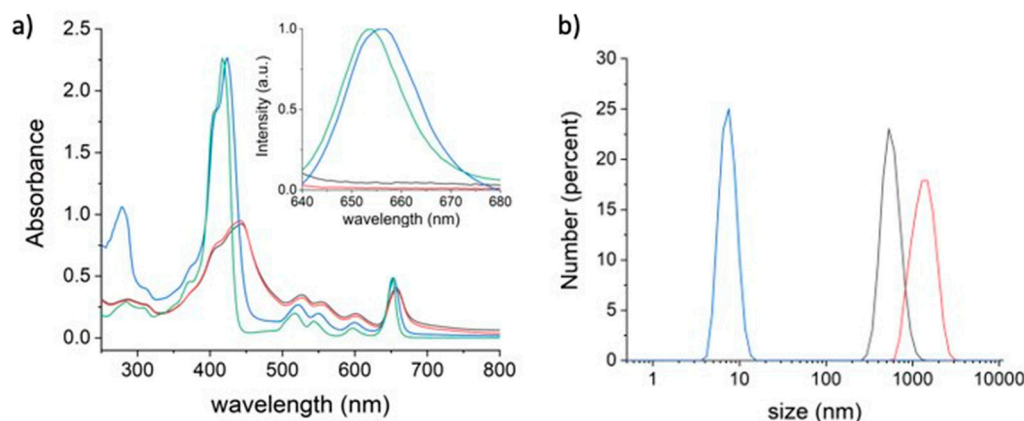 a)
Absorbance
2.5
2.0
1.5
1.0
0.5
0.0
300 400 500 600 700 800
wavelength (nm)
Intensity (a.u.)
1.0
0.5
0.0
640 650 660 670 680
wavelength (nm)
b)
Number (percent)
30
25
20
15
10
5
0
1 10 100 1000 10000
size (nm)